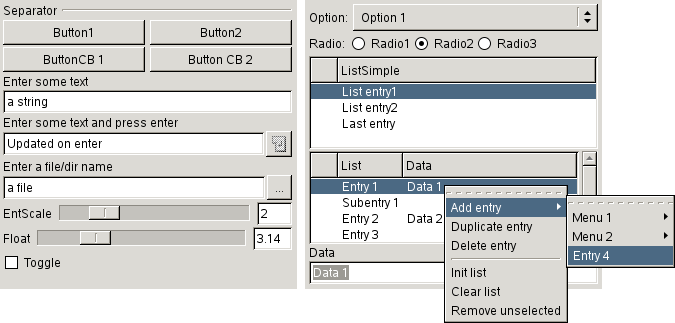 Separator
Button1 Button2
ButtonCB 1 Button CB 2
Enter some text
a string
Enter some text and press enter
Updated on enter
Enter a file/dir name
a file ...
EntScale 2
Float 3.14
Toggle
Option: Option 1
Radio: Radio1 Radio2 Radio3
ListSimple
List entry1
List entry2
Last entry
List Data
Entry 1 Data 1
Subentry 1
Entry 2 Data 2
Entry 3
Data
Data 1
Add entry
Duplicate entry
Delete entry
Init list
Clear list
Remove unselected
Menu 1
Menu 2
Entry 4